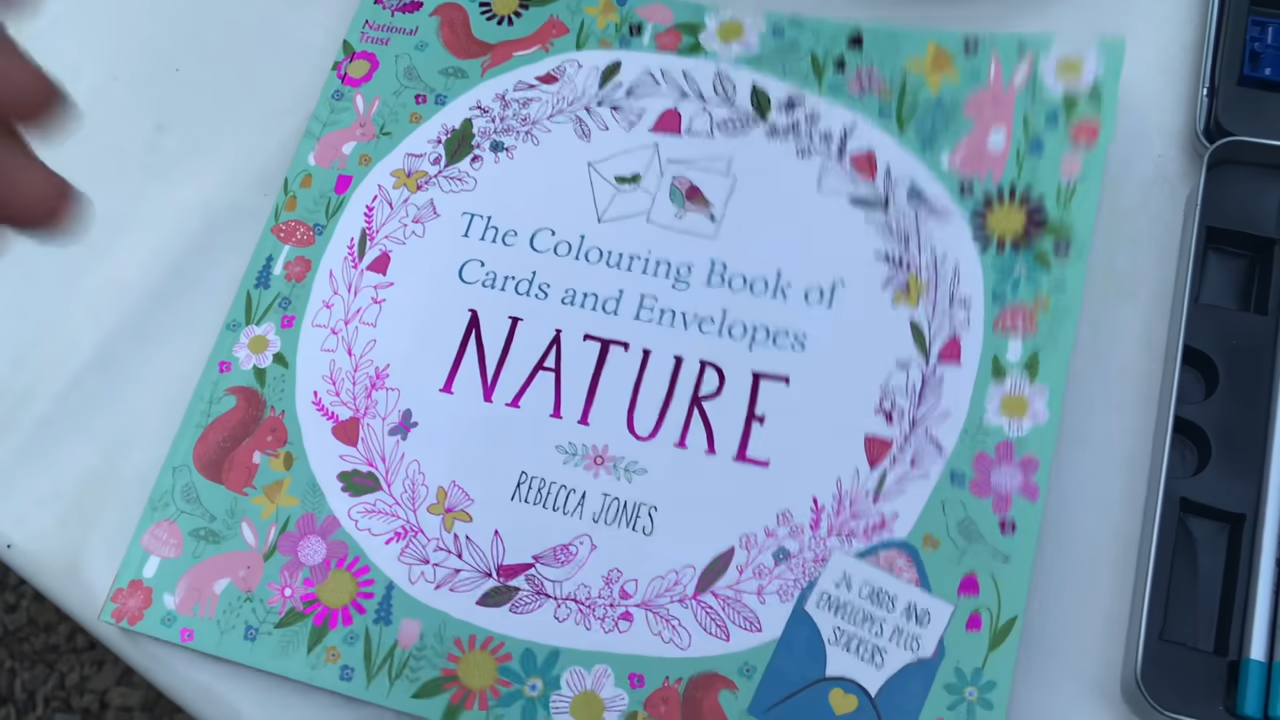 National
Trust
The Colouring Book of
Cards and Envelopes
NATURE
REBECCA JONES
24 CARDS AND
ENVELOPES PLUS
STICKERS